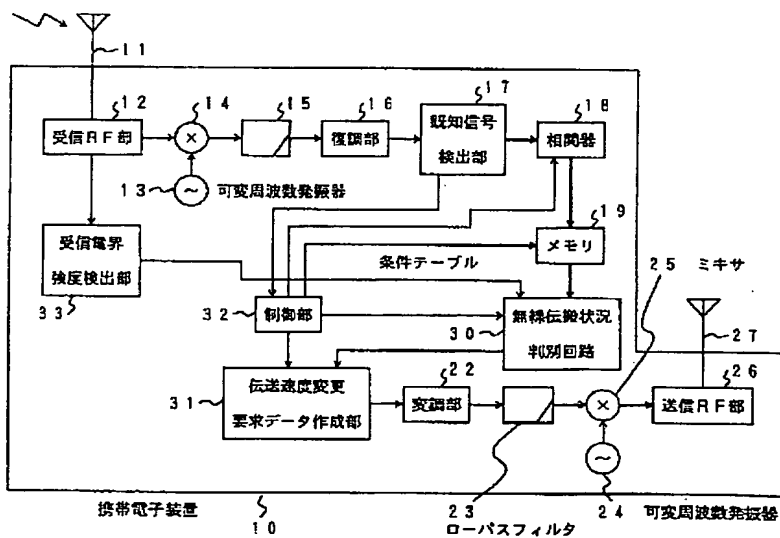 11
12
14
15
16
17
18
受信RF部
×
復調部
既知信号
検出部
相関器
13
~
可変周波数発振器
19
メモリ
受信電界
強度検出部
33
条件テーブル
25
ミキサ
32
制御部
30
無線伝搬状況
判別回路
27
31
伝送速度変更
要求データ作成部
22
変調部
×
26
送信RF部
~
携帯電子装置
10
23
ローパスフィルタ
24
可変周波数発振器